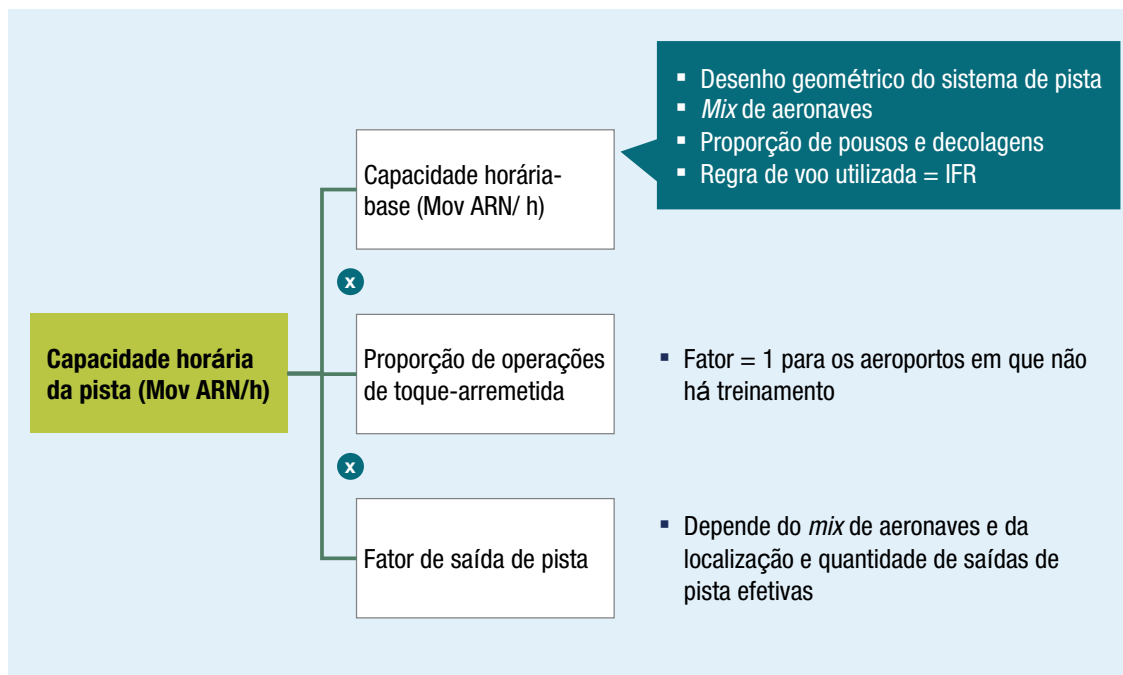 ▪ Desenho geométrico do sistema de pista
▪ Mix de aeronaves
▪ Proporção de pousos e decolagens
▪ Regra de voo utilizada = IFR
Capacidade horária-
base (Mov ARN/ h)
x
Capacidade horária
da pista (Mov ARN/h)
Proporção de operações
de toque-arremetida
▪ Fator = 1 para os aeroportos em que não
há treinamento
x
Fator de saída de pista
▪ Depende do mix de aeronaves e da
localização e quantidade de saídas de
pista efetivas